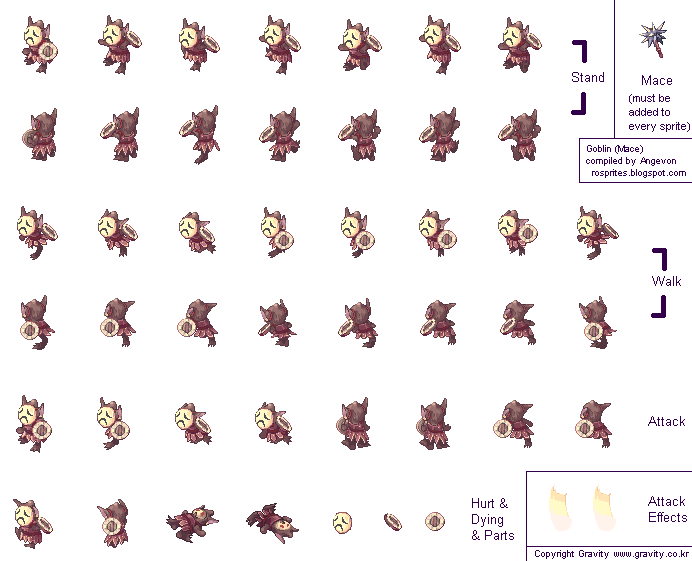 Stand
Mace
(must be
added to
every sprite)
Goblin (Mace)
compiled by Angevon
rosprites.blogspot.com
Walk
Attack
Hurt &
Dying
& Parts
Attack
Effects
Copyright Gravity www.gravity.co.kr